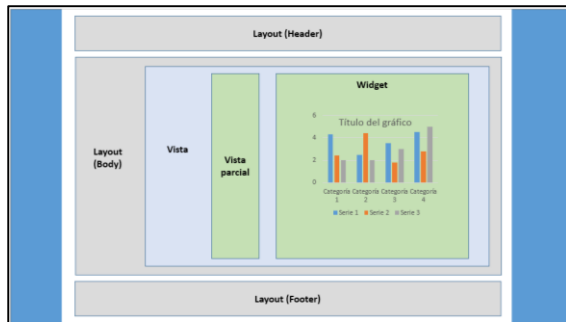 Layout (Header)
Layout
(Body)
Vista
Vista
parcial
Widget
Título del gráfico
6
4
2
0
Categoría
1
Categoría
2
Categoría
3
Categoría
4
Serie 1
Serie 2
Serie 3
Layout (Footer)